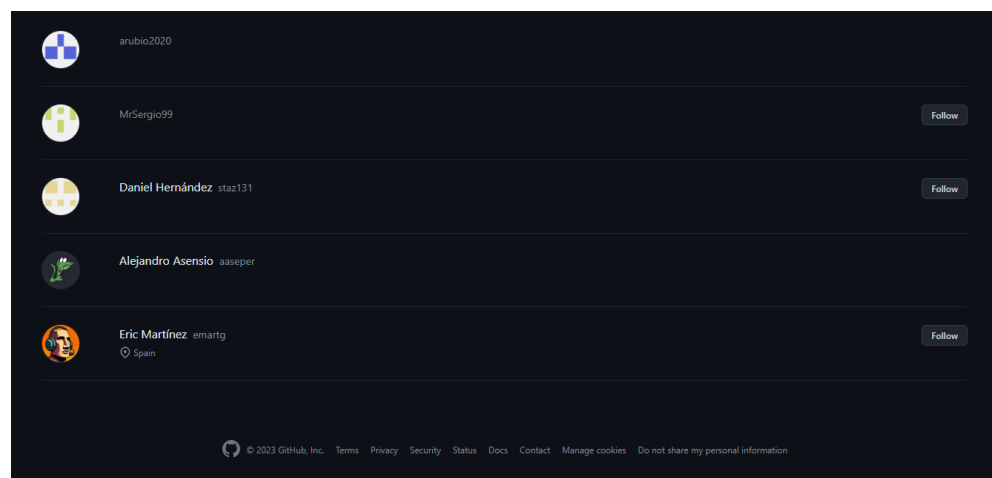 arubio2020
MrSergio99
Follow
Daniel Hernández staz131
Follow
Alejandro Asensio aaseper
Eric Martínez emartg
Follow
Spain
© 2023 GitHub, Inc. Terms Privacy Security Status Docs Contact Manage cookies Do not share my personal information